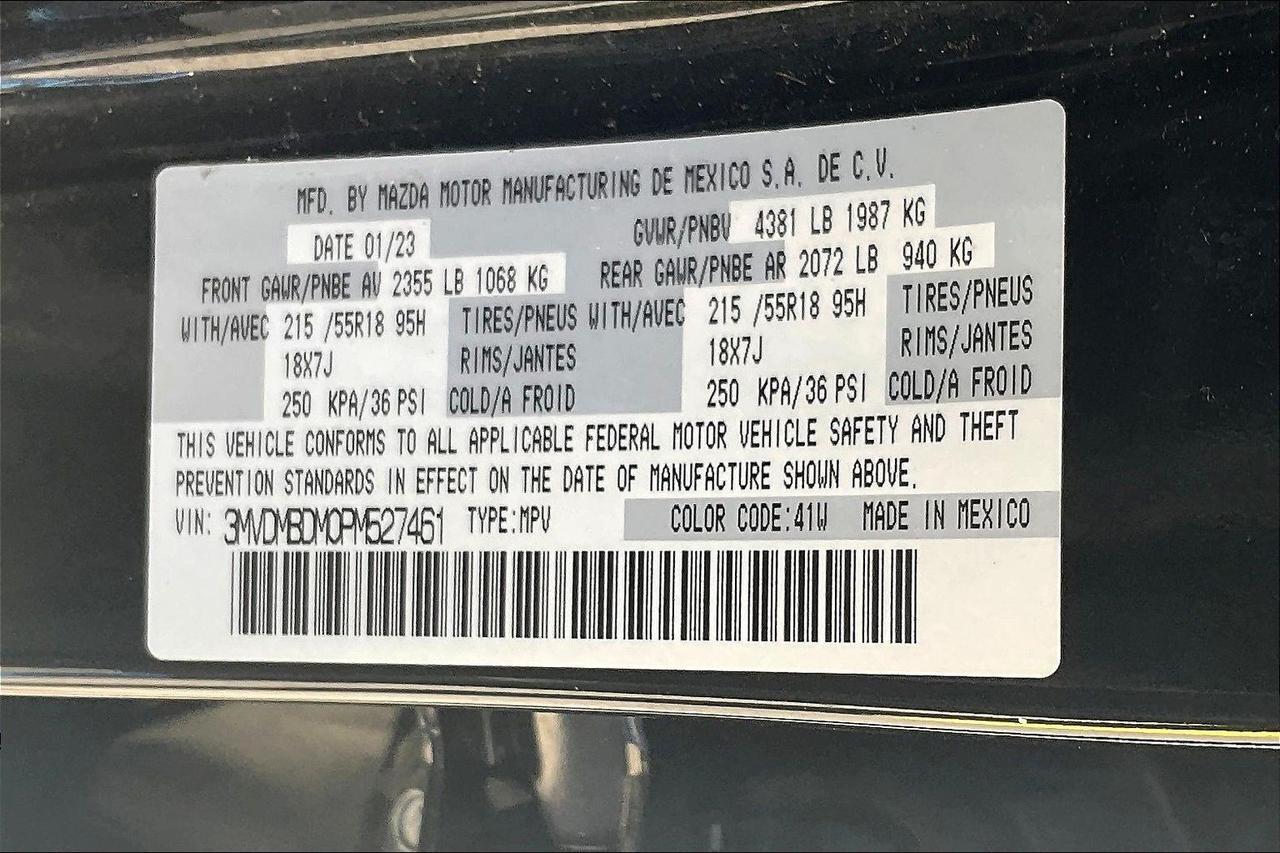 MFD. BY MAZDA MOTOR MANUFACTURING DE MEXICO S.A. DE C.V.
DATE 01/23 GVWR/PNBV 4381 LB 1987 KG
FRONT GAWR/PNBE AV 2355 LB 1068 KG REAR GAWR/PNBE AR 2072 LB 940 KG
WITH/AVEC 215 /55R18 95H TIRES/PNEUS WITH/AVEC 215 /55R18 95H TIRES/PNEUS
18X7J RIMS/JANTES 18X7J RIMS/JANTES
250 KPA/36 PSI COLD/A FROID 250 KPA/36 PSI COLD/A FROID
THIS VEHICLE CONFORMS TO ALL APPLICABLE FEDERAL MOTOR VEHICLE SAFETY AND THEFT
PREVENTION STANDARDS IN EFFECT ON THE DATE OF MANUFACTURE SHOWN ABOVE.
VIN: 3MVDMBDM0PM527461 TYPE:MPV COLOR CODE:41W MADE IN MEXICO